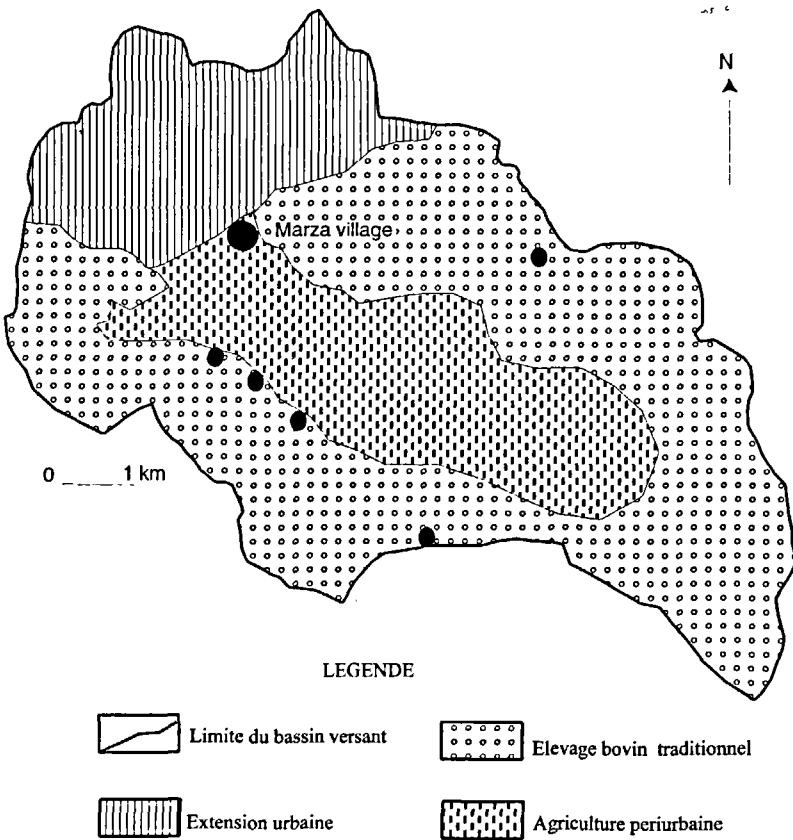 N
Marza village
0 1 km
LEGENDE
Limite du bassin versant
Elevage bovin traditionnel
Extension urbaine
Agriculture periurbaine